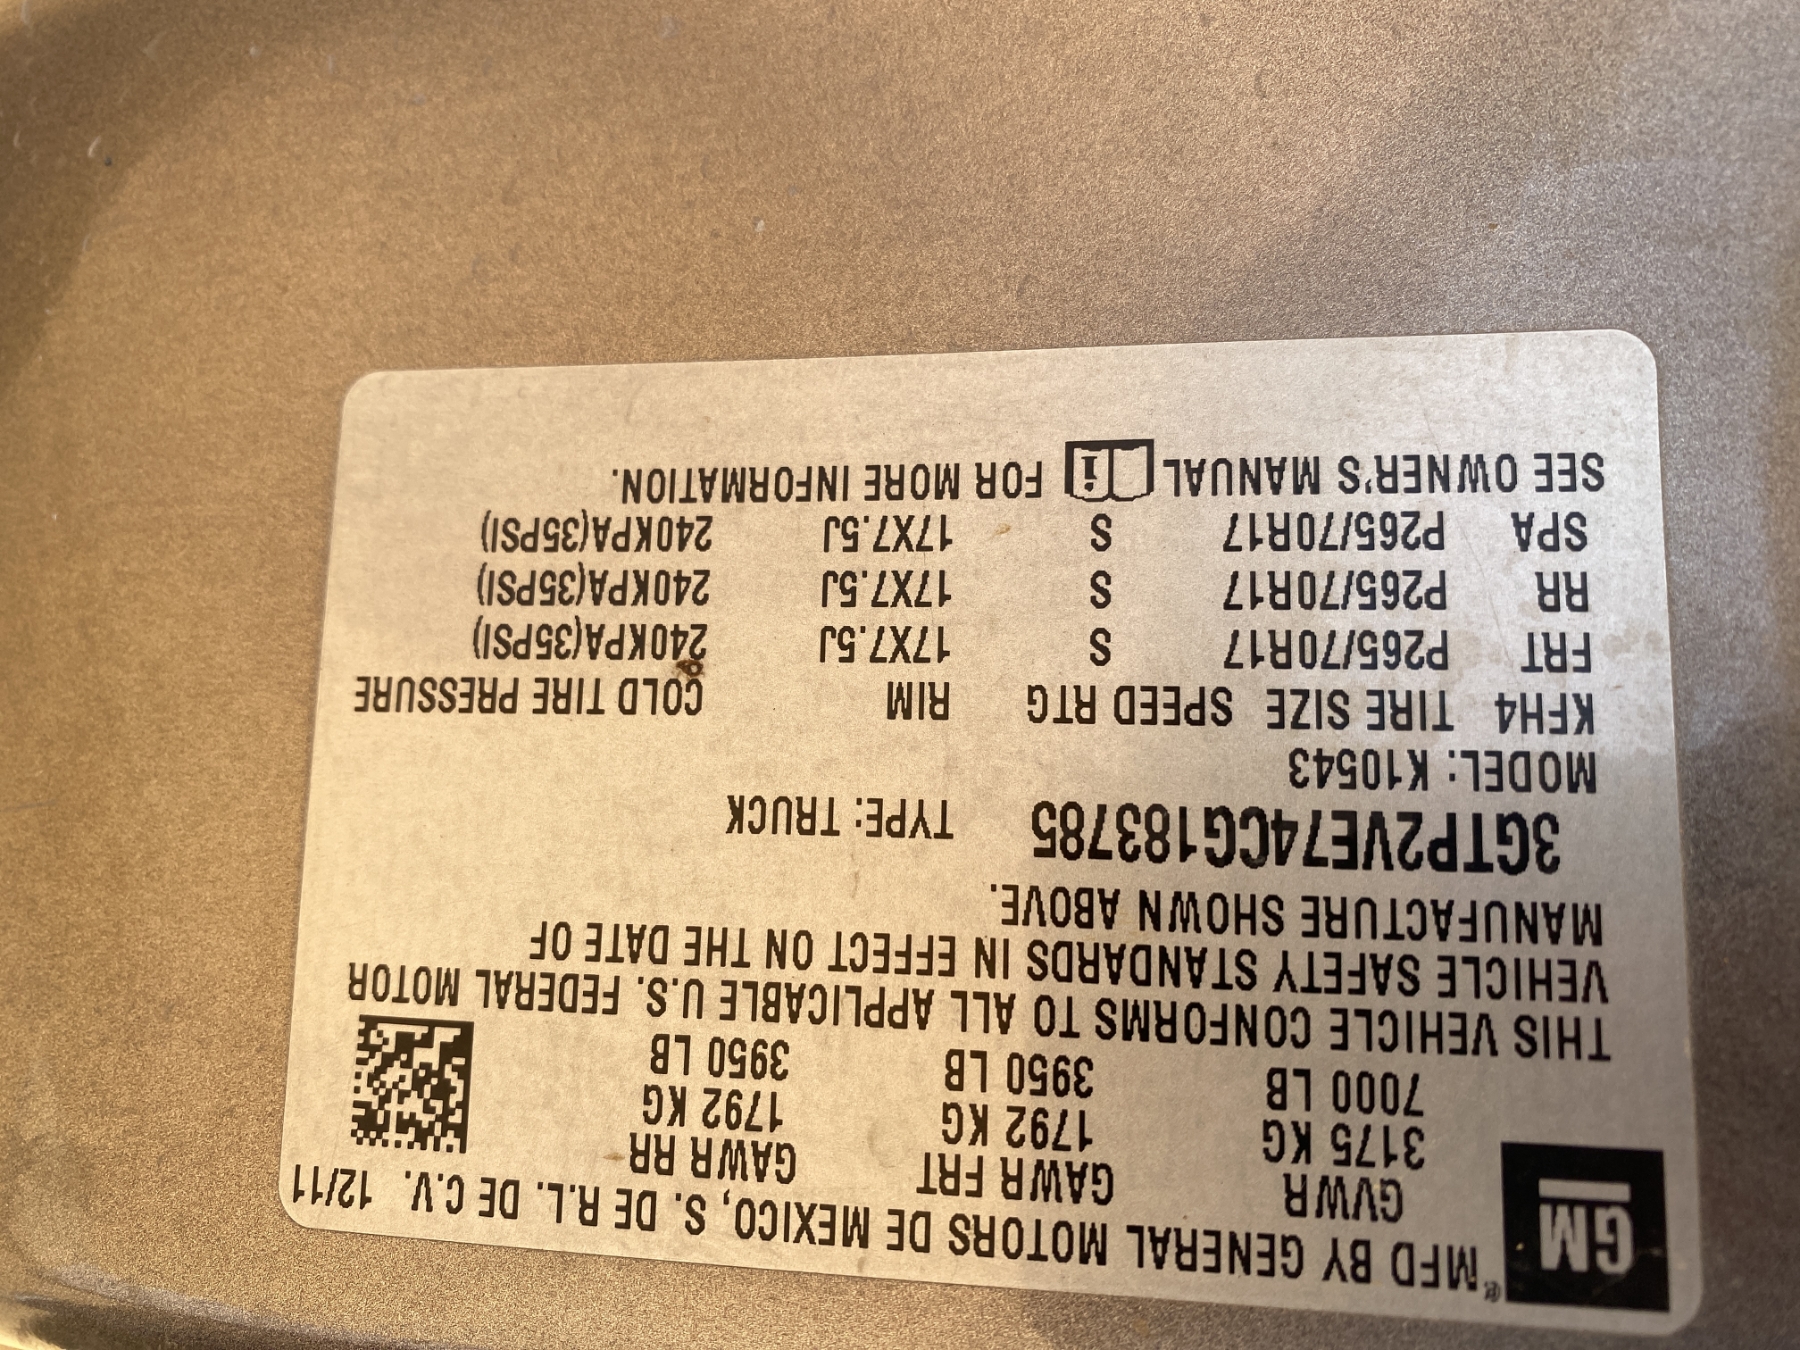 GM
MFD BY GENERAL MOTORS DE MEXICO, S. DE R.L. DE C.V. 12/11
GVWR GAWR FRT GAWR RR
3175 KG 1792 KG 1792 KG
7000 LB 3950 LB 3950 LB
THIS VEHICLE CONFORMS TO ALL APPLICABLE U.S. FEDERAL MOTOR
VEHICLE SAFETY STANDARDS IN EFFECT ON THE DATE OF
MANUFACTURE SHOWN ABOVE.
3GTP2VE74CG183785 TYPE: TRUCK
MODEL: K10543
KFH4 TIRE SIZE SPEED RTG RIM COLD TIRE PRESSURE
FRT P265/70R17 S 17X7.5J 240KPA(35PSI)
RR P265/70R17 S 17X7.5J 240KPA(35PSI)
SPA P265/70R17 S 17X7.5J 240KPA(35PSI)
SEE OWNER'S MANUAL i FOR MORE INFORMATION.